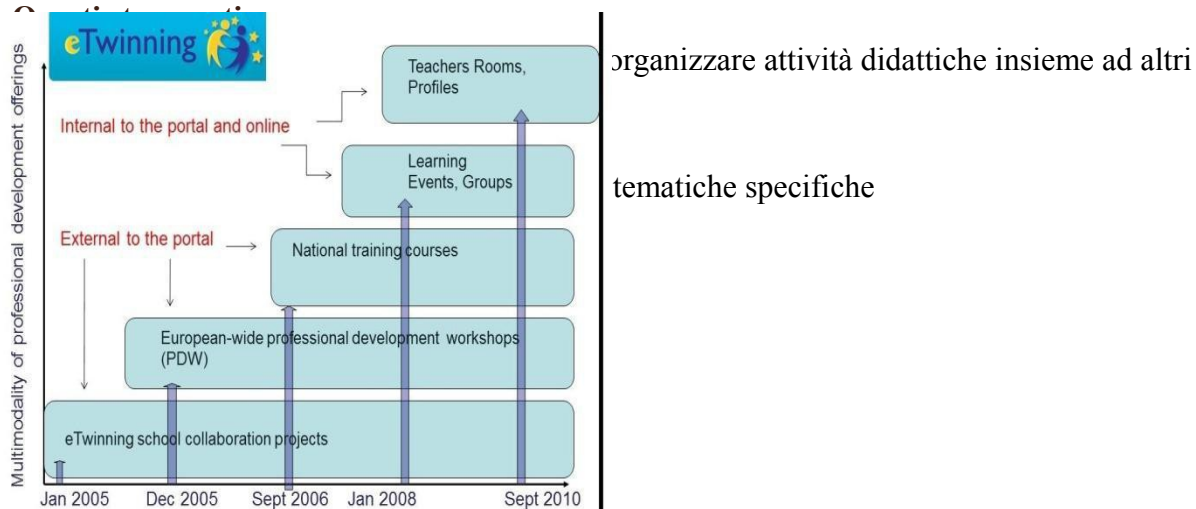 eTwinning
Multimodality of professional development offerings
Teachers Rooms,
Profiles
organizzare attività didattiche insieme ad altri
Internal to the portal and online
Learning
Events, Groups
tematiche specifiche
External to the portal
National training courses
European-wide professional development workshops
(PDW)
eTwinning school collaboration projects
Jan 2005 Dec 2005 Sept 2006 Jan 2008 Sept 2010